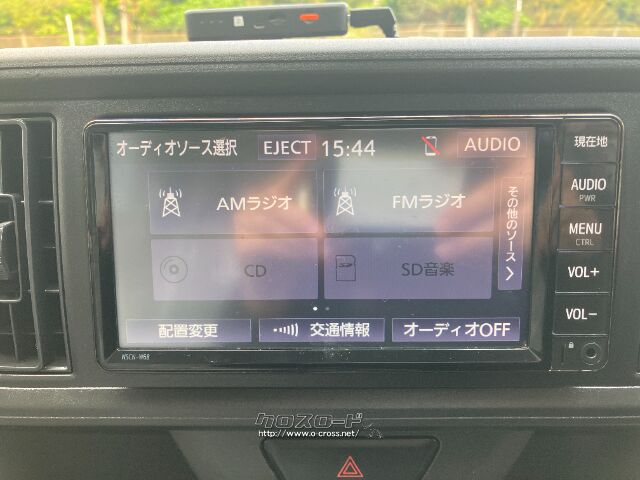 オーディオソース選択 EJECT 15:44 AUDIO
AMラジオ FMラジオ
CD SD音楽
その他のソース
配置変更 交通情報 オーディオOFF
NSCN-W68
現在地
AUDIO
PWR
MENU
CTRL
VOL+
VOL−
クロスロード
http://www.o-cross.net/